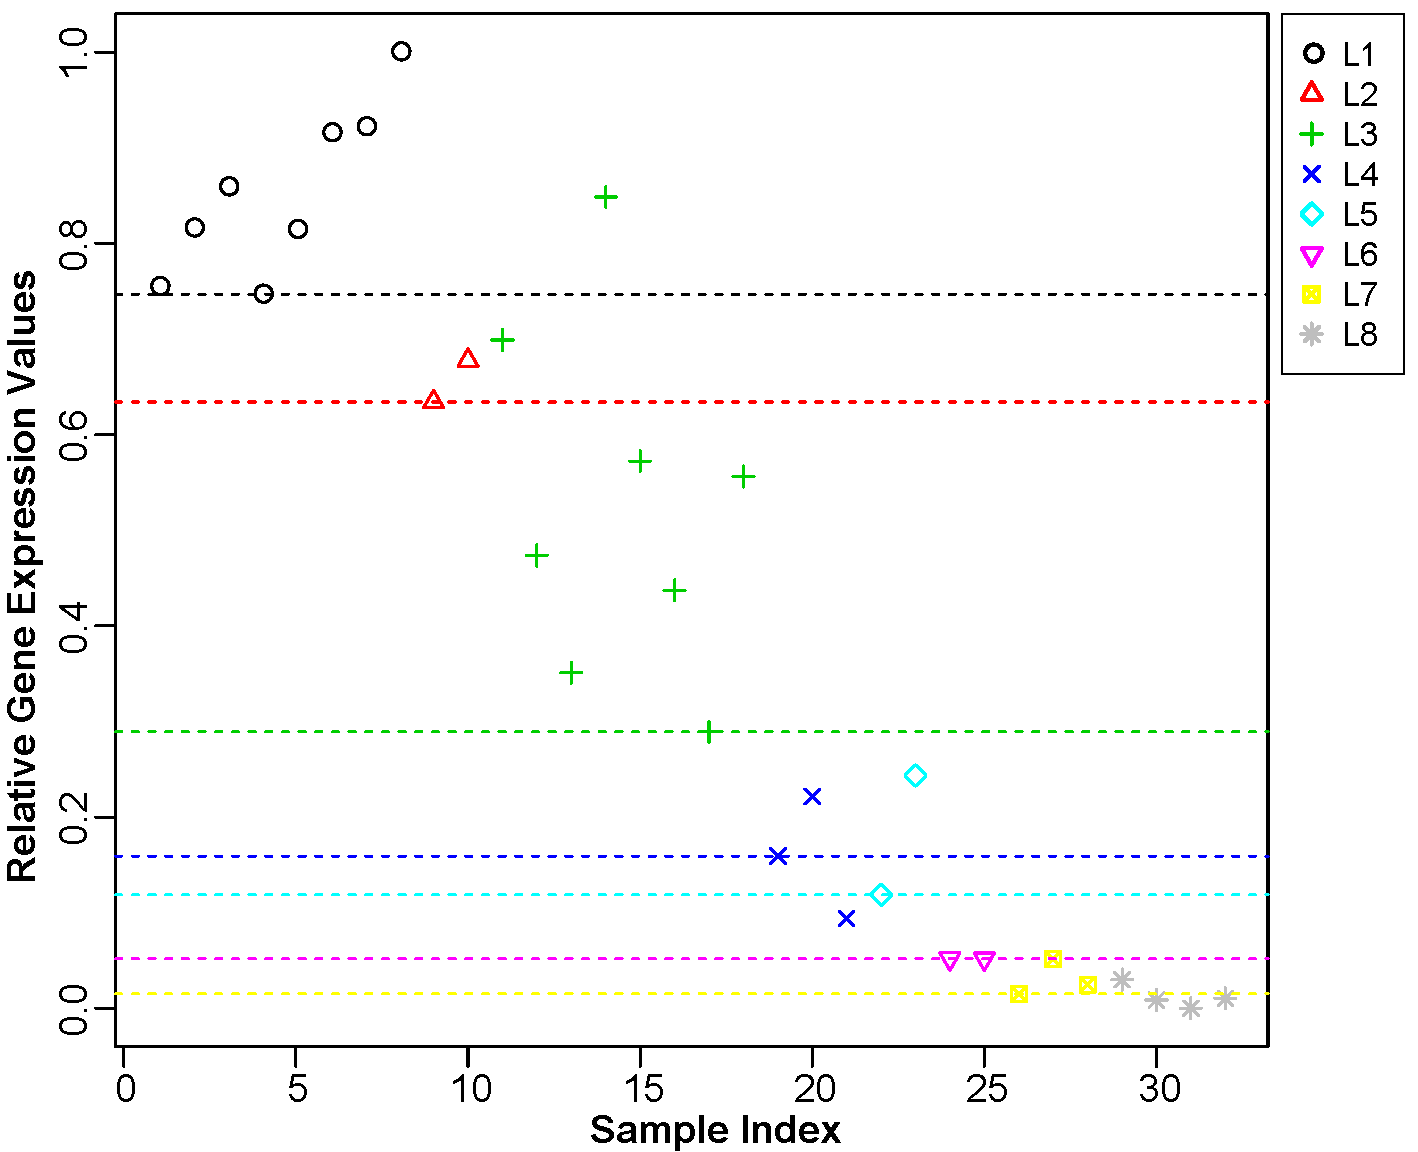 Relative Gene Expression Values
1.0
0.8
0.6
0.4
0.2
0.0
0 5 10 15 20 25 30
Sample Index
L1
L2
L3
L4
L5
L6
L7
L8